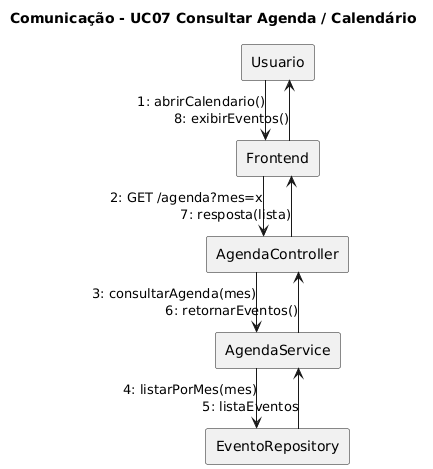 Comunicação - UC07 Consultar Agenda / Calendário
Usuario
1: abrirCalendario()
8: exibirEventos()
Frontend
2: GET /agenda?mes=x
7: resposta(lista)
AgendaController
3: consultarAgenda(mes)
6: retornarEventos()
AgendaService
4: listarPorMes(mes)
5: listaEventos
EventoRepository